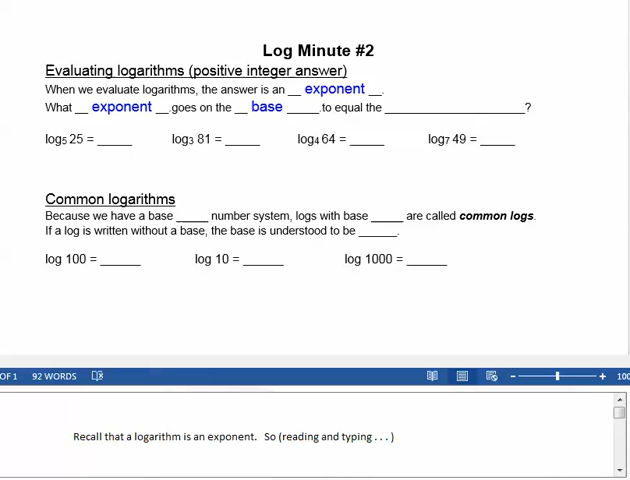 Log Minute #2
Evaluating logarithms (positive integer answer)
When we evaluate logarithms, the answer is an __ exponent __.
What __ exponent __.goes on the __ base _____.to equal the ____________________?
log₅ 25 = _____ log₃ 81 = _____ log₄ 64 = _____ log₇ 49 = _____
Common logarithms
Because we have a base _____ number system, logs with base _____ are called common logs.
If a log is written without a base, the base is understood to be ______.
log 100 = ______ log 10 = ______ log 1000 = ______
OF 1 92 WORDS − + 100
Recall that a logarithm is an exponent. So (reading and typing . . . )